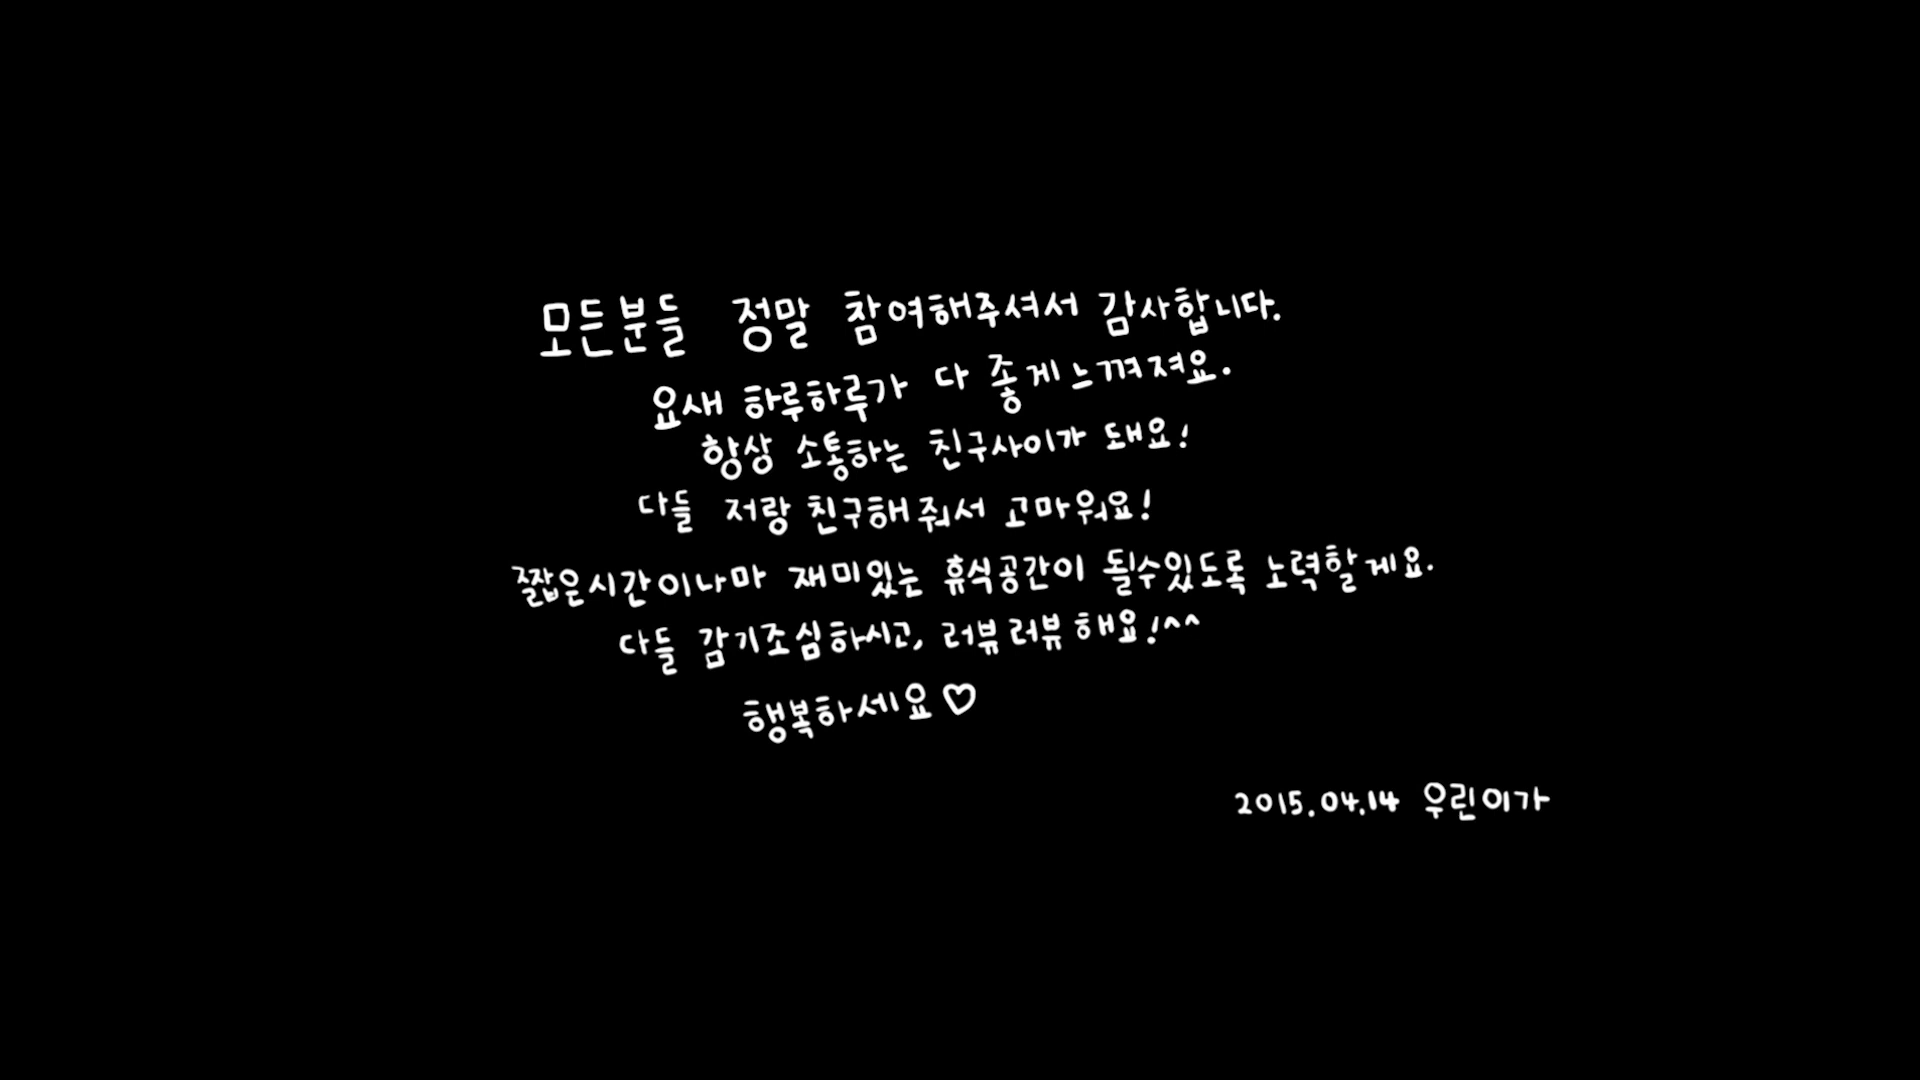 모든분들 정말 참여해주셔서 감사합니다.
요새 하루하루가 다 좋게느껴져요.
항상 소통하는 친구사이가 돼요!
다들 저랑 친구해줘서 고마워요!
짧은시간이나마 재미있는 휴식공간이 될수있도록 노력할게요.
다들 감기조심하시고, 러뷰러뷰해요!^^
행복하세요♡
2015.04.14 우린이가